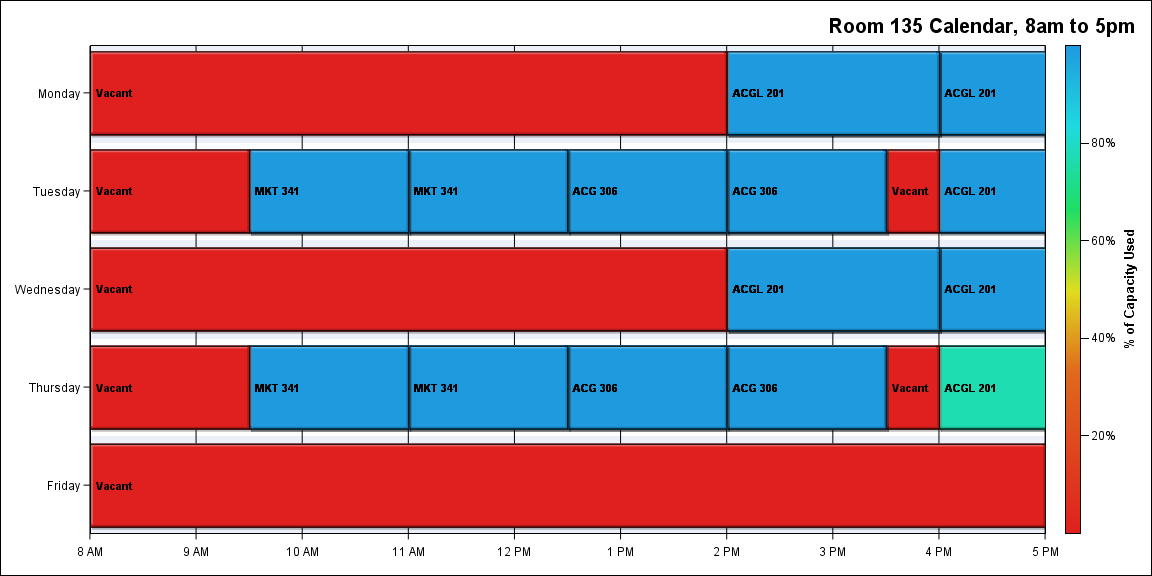 Room 135 Calendar, 8am to 5pm
Monday
Vacant
ACGL 201
ACGL 201
Tuesday
Vacant
MKT 341
MKT 341
ACG 306
ACG 306
Vacant
ACGL 201
Wednesday
Vacant
ACGL 201
ACGL 201
Thursday
Vacant
MKT 341
MKT 341
ACG 306
ACG 306
Vacant
ACGL 201
Friday
Vacant
8 AM
9 AM
10 AM
11 AM
12 PM
1 PM
2 PM
3 PM
4 PM
5 PM
80%
60%
40%
20%
% of Capacity Used